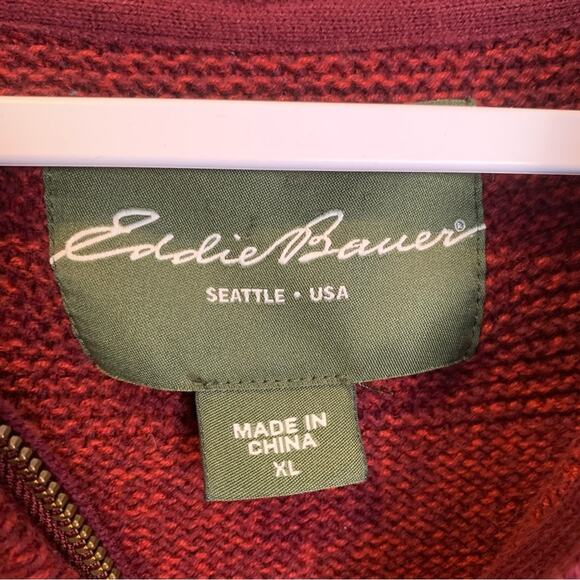 Eddie Bauer®
SEATTLE • USA
MADE IN
CHINA
XL